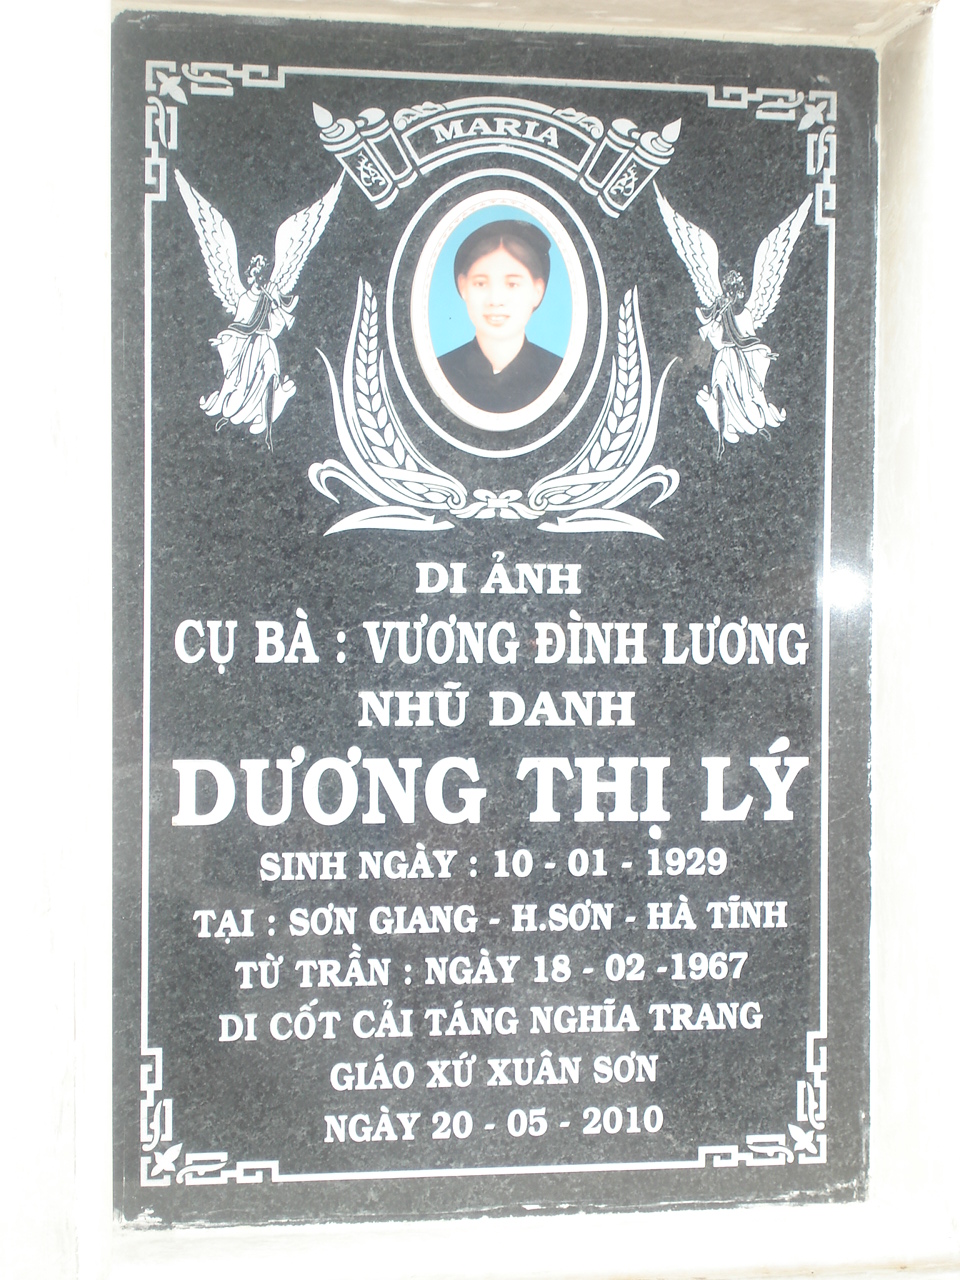 MARIA
DI ẢNH
CỤ BÀ : VƯƠNG ĐÌNH LƯƠNG
NHŨ DANH
DƯƠNG THỊ LÝ
SINH NGÀY : 10 - 01 - 1929
TẠI : SƠN GIANG - H.SƠN - HÀ TĨNH
TỪ TRẦN : NGÀY 18 - 02 -1967
DI CỐT CẢI TÁNG NGHĨA TRANG
GIÁO XỨ XUÂN SƠN
NGÀY 20 - 05 - 2010